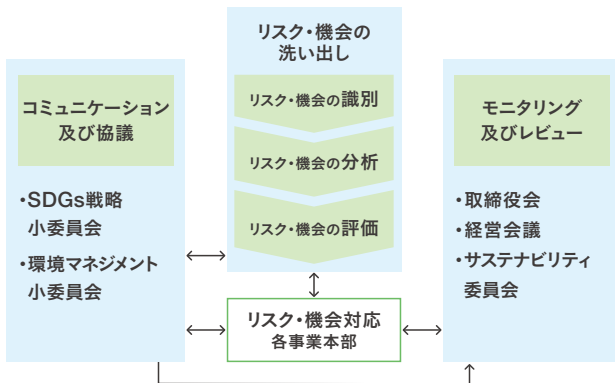 コミュニケーション
及び協議
・SDGs戦略
小委員会
・環境マネジメント
小委員会
リスク・機会の
洗い出し
リスク・機会の識別
リスク・機会の分析
リスク・機会の評価
リスク・機会対応
各事業本部
モニタリング
及びレビュー
・取締役会
・経営会議
・サステナビリティ
委員会